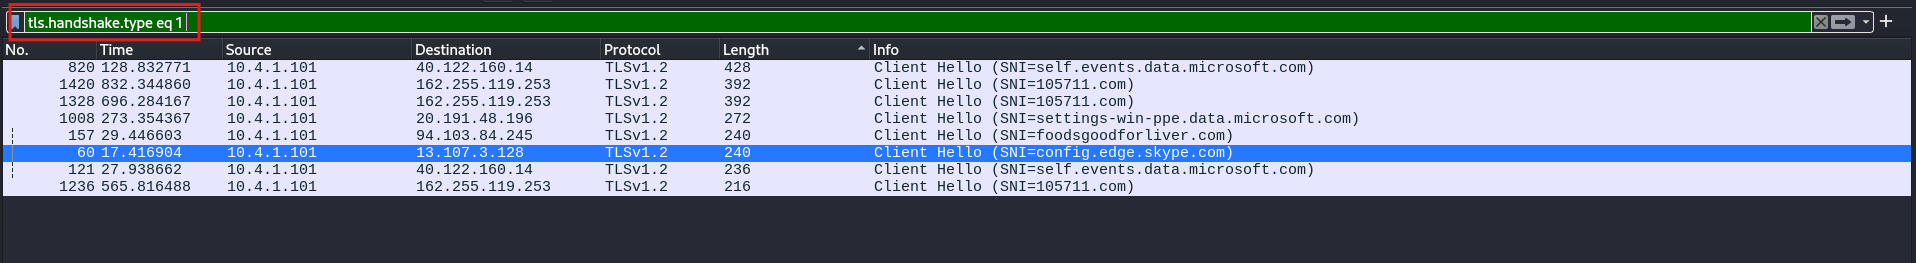 tls.handshake.type eq 1
No. Time Source Destination Protocol Length Info
820 128.832771 10.4.1.101 40.122.160.14 TLSv1.2 428 Client Hello (SNI=self.events.data.microsoft.com)
1420 832.344860 10.4.1.101 162.255.119.253 TLSv1.2 392 Client Hello (SNI=105711.com)
1328 696.284167 10.4.1.101 162.255.119.253 TLSv1.2 392 Client Hello (SNI=105711.com)
1008 273.354367 10.4.1.101 20.191.48.196 TLSv1.2 272 Client Hello (SNI=settings-win-ppe.data.microsoft.com)
157 29.446603 10.4.1.101 94.103.84.245 TLSv1.2 240 Client Hello (SNI=foodsgoodforliver.com)
60 17.416904 10.4.1.101 13.107.3.128 TLSv1.2 240 Client Hello (SNI=config.edge.skype.com)
121 27.938662 10.4.1.101 40.122.160.14 TLSv1.2 236 Client Hello (SNI=self.events.data.microsoft.com)
1236 565.816488 10.4.1.101 162.255.119.253 TLSv1.2 216 Client Hello (SNI=105711.com)